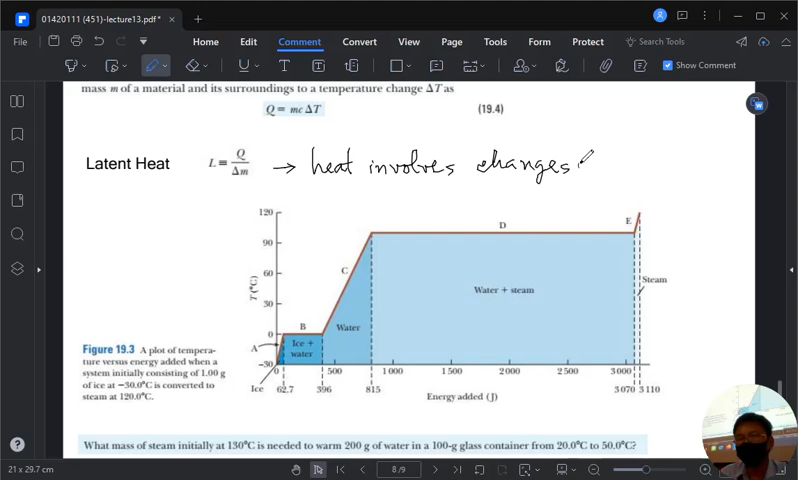 01420111 (451)-lecture13.pdf *
File
Home
Edit
Comment
Convert
View
Page
Tools
Form
Protect
Search Tools
Show Comment
mass m of a material and its surroundings to a temperature change ΔT as
Q = mc ΔT
(19.4)
Latent Heat
L ≡ Q/Δm
→ heat involves changes
120
90
60
30
0
−30
T (°C)
A
B
C
D
E
Ice + water
Water
Water + steam
Steam
Ice
0
500
1 000
1 500
2 000
2 500
3 000
62.7
396
815
3 070
3 110
Energy added (J)
Figure 19.3 A plot of tempera-
ture versus energy added when a
system initially consisting of 1.00 g
of ice at −30.0°C is converted to
steam at 120.0°C.
What mass of steam initially at 130°C is needed to warm 200 g of water in a 100-g glass container from 20.0°C to 50.0°C?
21 x 29.7 cm
8 /9